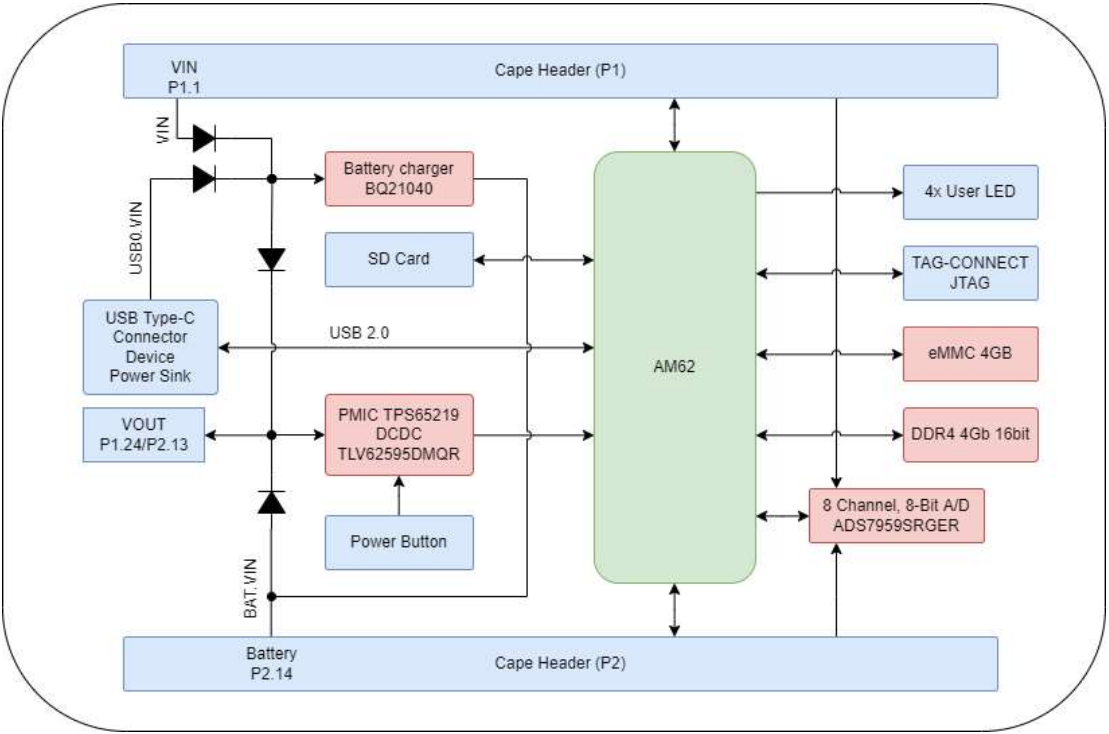 VIN
P1.1
Cape Header (P1)
VIN
Battery charger
BQ21040
4x User LED
USB0.VIN
SD Card
TAG-CONNECT
JTAG
USB Type-C
Connector
Device
Power Sink
USB 2.0
AM62
eMMC 4GB
VOUT
P1.24/P2.13
PMIC TPS65219
DCDC
TLV62595DMQR
DDR4 4Gb 16bit
8 Channel, 8-Bit A/D
ADS7959SRGER
Power Button
BAT.VIN
Battery
P2.14
Cape Header (P2)